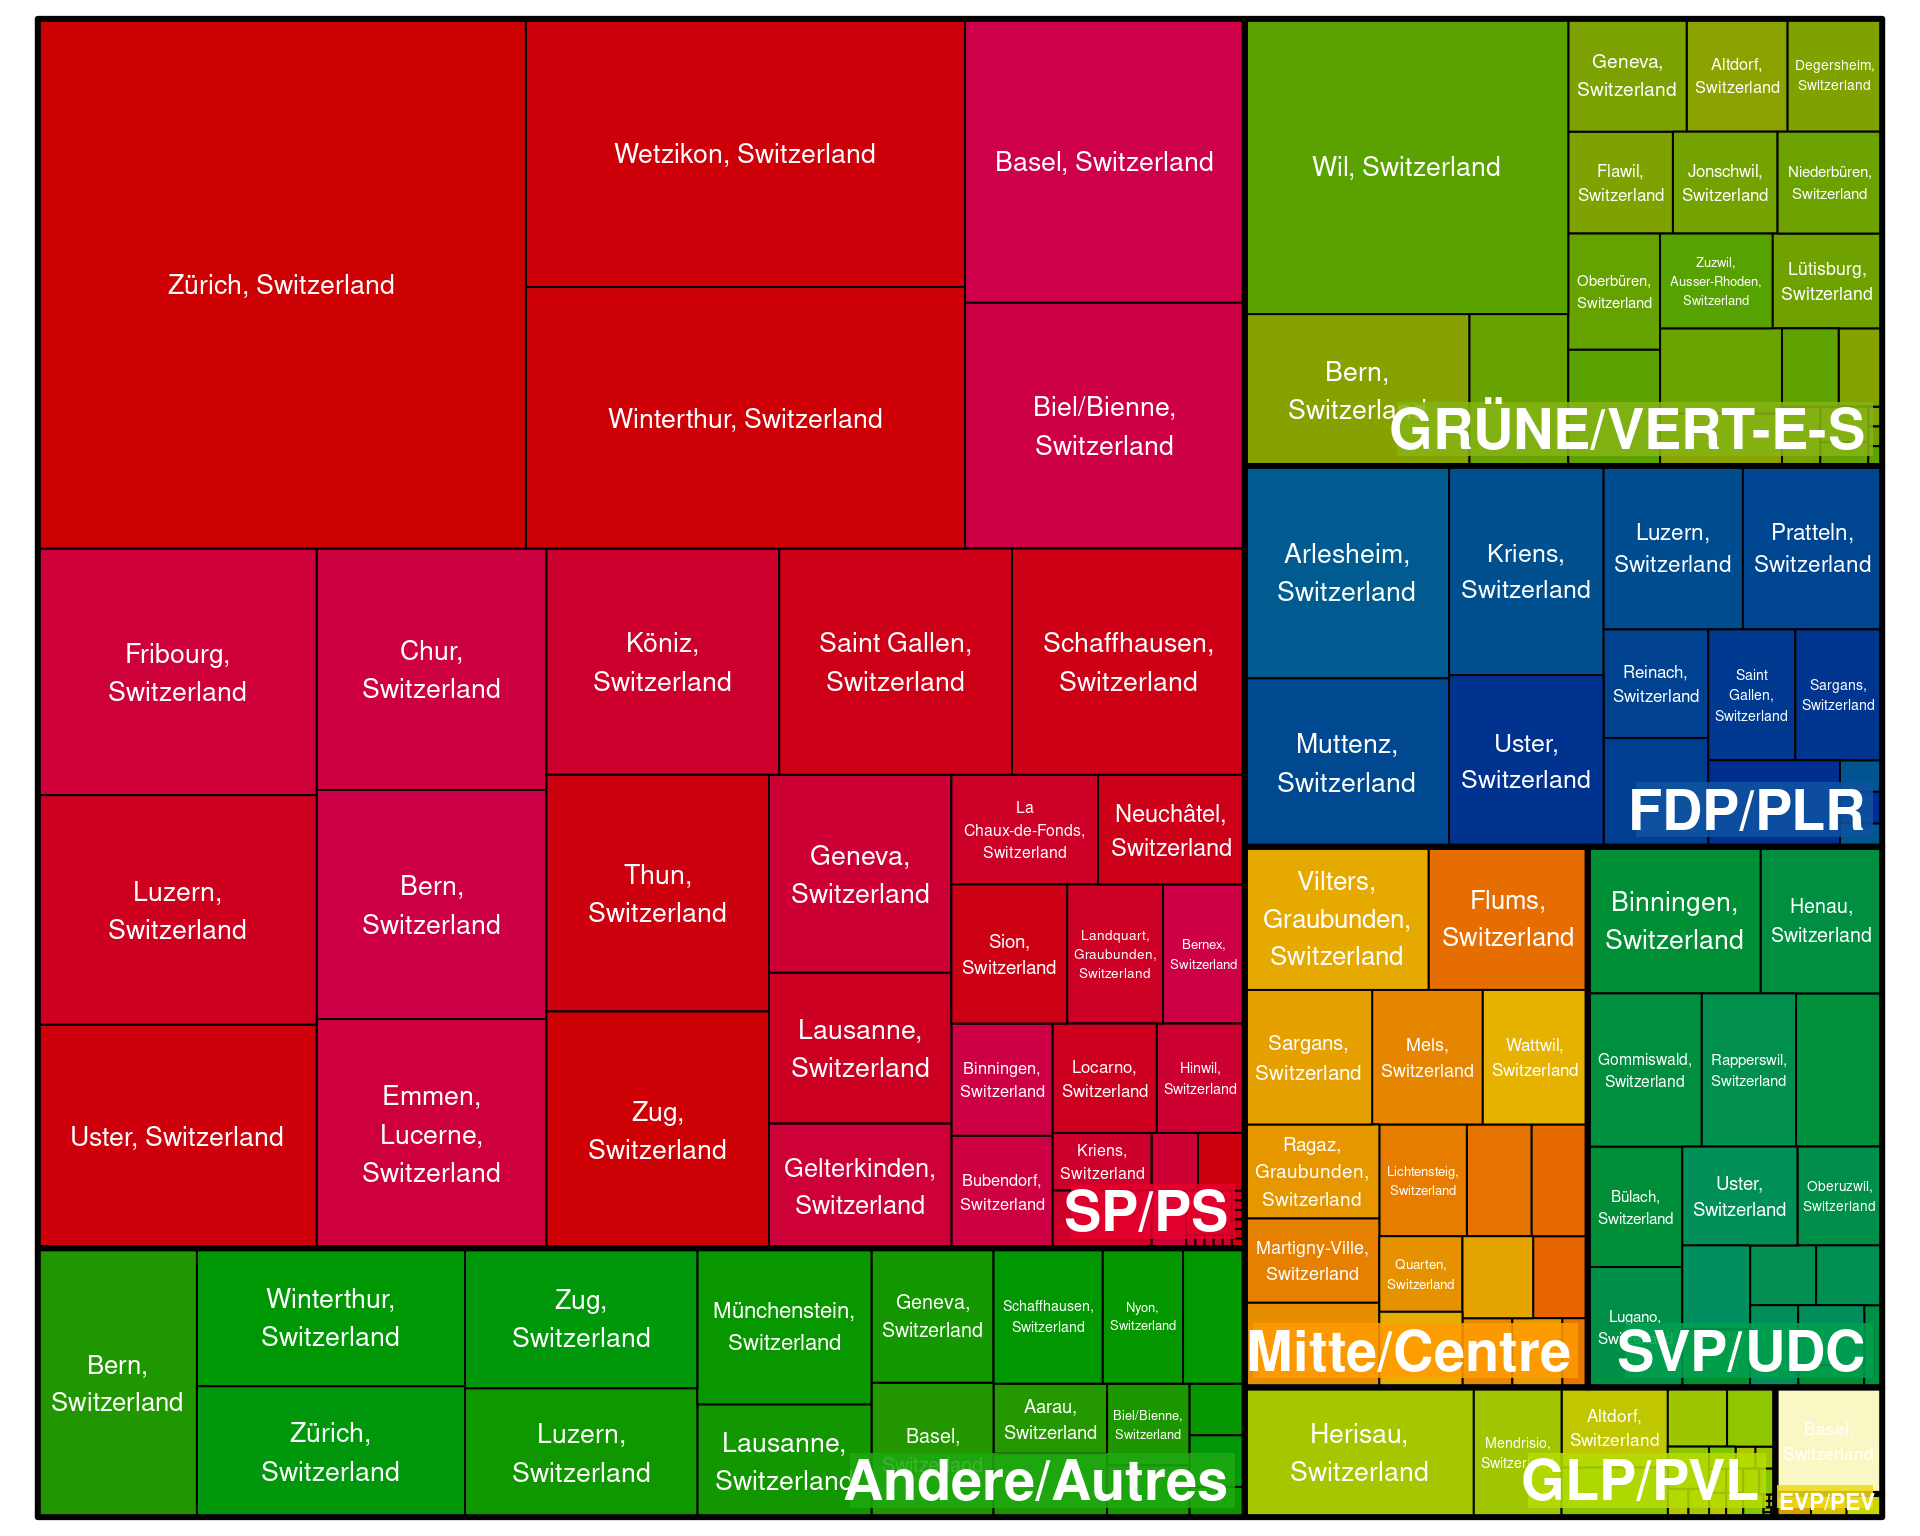 Zürich, Switzerland
Wetzikon, Switzerland
Winterthur, Switzerland
Basel, Switzerland
Biel/Bienne,
Switzerland
Fribourg,
Switzerland
Chur,
Switzerland
Köniz,
Switzerland
Saint Gallen,
Switzerland
Schaffhausen,
Switzerland
Luzern,
Switzerland
Bern,
Switzerland
Thun,
Switzerland
Geneva,
Switzerland
La
Chaux-de-Fonds,
Switzerland
Neuchâtel,
Switzerland
Sion,
Switzerland
Landquart,
Graubunden,
Switzerland
Bernex,
Switzerland
Uster, Switzerland
Emmen,
Lucerne,
Switzerland
Zug,
Switzerland
Lausanne,
Switzerland
Gelterkinden,
Switzerland
Binningen,
Switzerland
Locarno,
Switzerland
Hinwil,
Switzerland
Bubendorf,
Switzerland
Kriens,
Switzerland
SP/PS
Bern,
Switzerland
Winterthur,
Switzerland
Zürich,
Switzerland
Zug,
Switzerland
Luzern,
Switzerland
Münchenstein,
Switzerland
Lausanne,
Switzerland
Geneva,
Switzerland
Basel,
Switzerland
Schaffhausen,
Switzerland
Nyon,
Switzerland
Aarau,
Switzerland
Biel/Bienne,
Switzerland
Andere/Autres
Wil, Switzerland
Bern,
Switzerland
Geneva,
Switzerland
Altdorf,
Switzerland
Degersheim,
Switzerland
Flawil,
Switzerland
Jonschwil,
Switzerland
Niederbüren,
Switzerland
Oberbüren,
Switzerland
Zuzwil,
Ausser-Rhoden,
Switzerland
Lütisburg,
Switzerland
GRÜNE/VERT-E-S
Arlesheim,
Switzerland
Kriens,
Switzerland
Luzern,
Switzerland
Pratteln,
Switzerland
Muttenz,
Switzerland
Uster,
Switzerland
Reinach,
Switzerland
Saint
Gallen,
Switzerland
Sargans,
Switzerland
FDP/PLR
Vilters,
Graubunden,
Switzerland
Flums,
Switzerland
Sargans,
Switzerland
Mels,
Switzerland
Wattwil,
Switzerland
Ragaz,
Graubunden,
Switzerland
Lichtensteig,
Switzerland
Martigny-Ville,
Switzerland
Quarten,
Switzerland
Mitte/Centre
Binningen,
Switzerland
Henau,
Switzerland
Gommiswald,
Switzerland
Rapperswil,
Switzerland
Bülach,
Switzerland
Uster,
Switzerland
Oberuzwil,
Switzerland
Lugano,
SVP/UDC
Herisau,
Switzerland
Mendrisio,
Altdorf,
Switzerland
GLP/PVL
Basel,
Switzerland
EVP/PEV